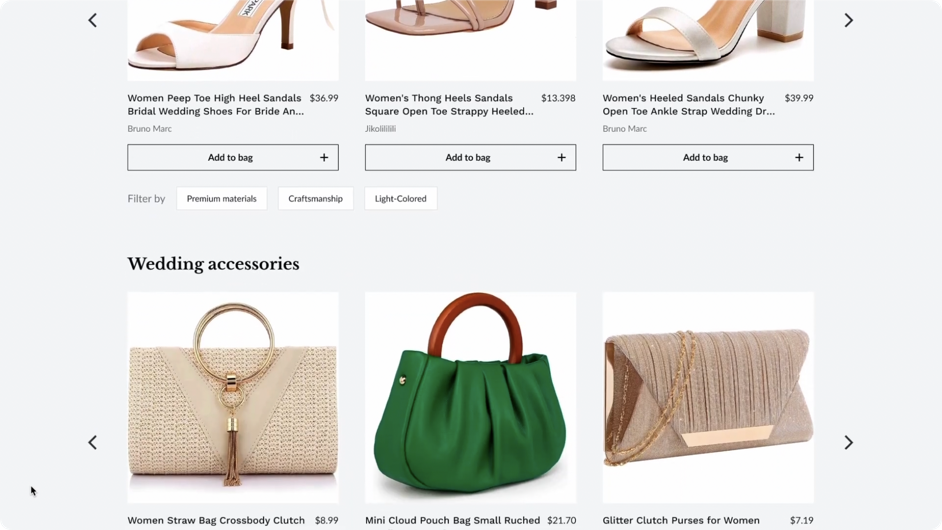 Women Peep Toe High Heel Sandals $36.99
Bridal Wedding Shoes For Bride An...
Bruno Marc
Add to bag +
Women's Thong Heels Sandals $13.398
Square Open Toe Strappy Heeled...
Jikolililili
Add to bag +
Women's Heeled Sandals Chunky $39.99
Open Toe Ankle Strap Wedding Dr...
Bruno Marc
Add to bag +
Filter by Premium materials Craftsmanship Light-Colored
Wedding accessories
Women Straw Bag Crossbody Clutch $8.99
Mini Cloud Pouch Bag Small Ruched $21.70
Glitter Clutch Purses for Women $7.19